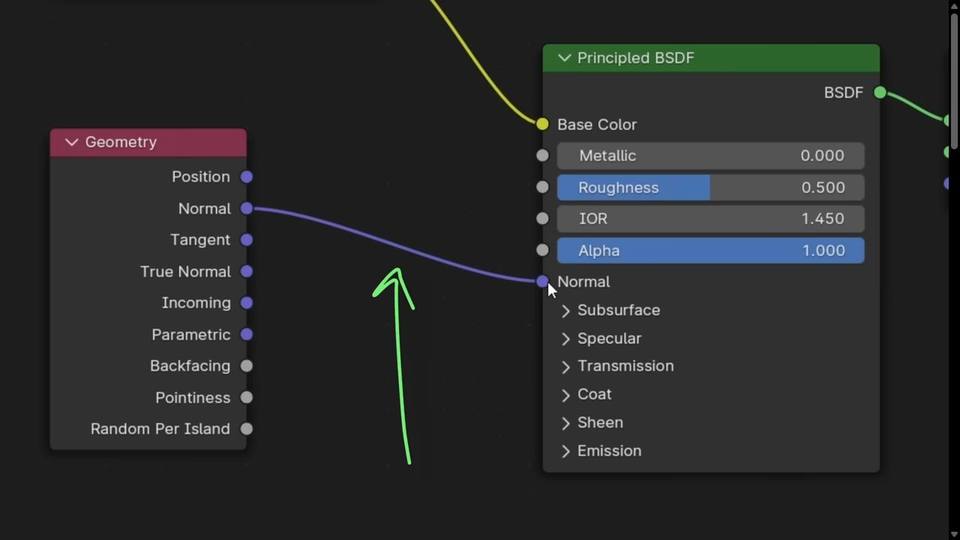 Geometry
Position
Normal
Tangent
True Normal
Incoming
Parametric
Backfacing
Pointiness
Random Per Island
Principled BSDF
BSDF
Base Color
Metallic 0.000
Roughness 0.500
IOR 1.450
Alpha 1.000
Normal
Subsurface
Specular
Transmission
Coat
Sheen
Emission